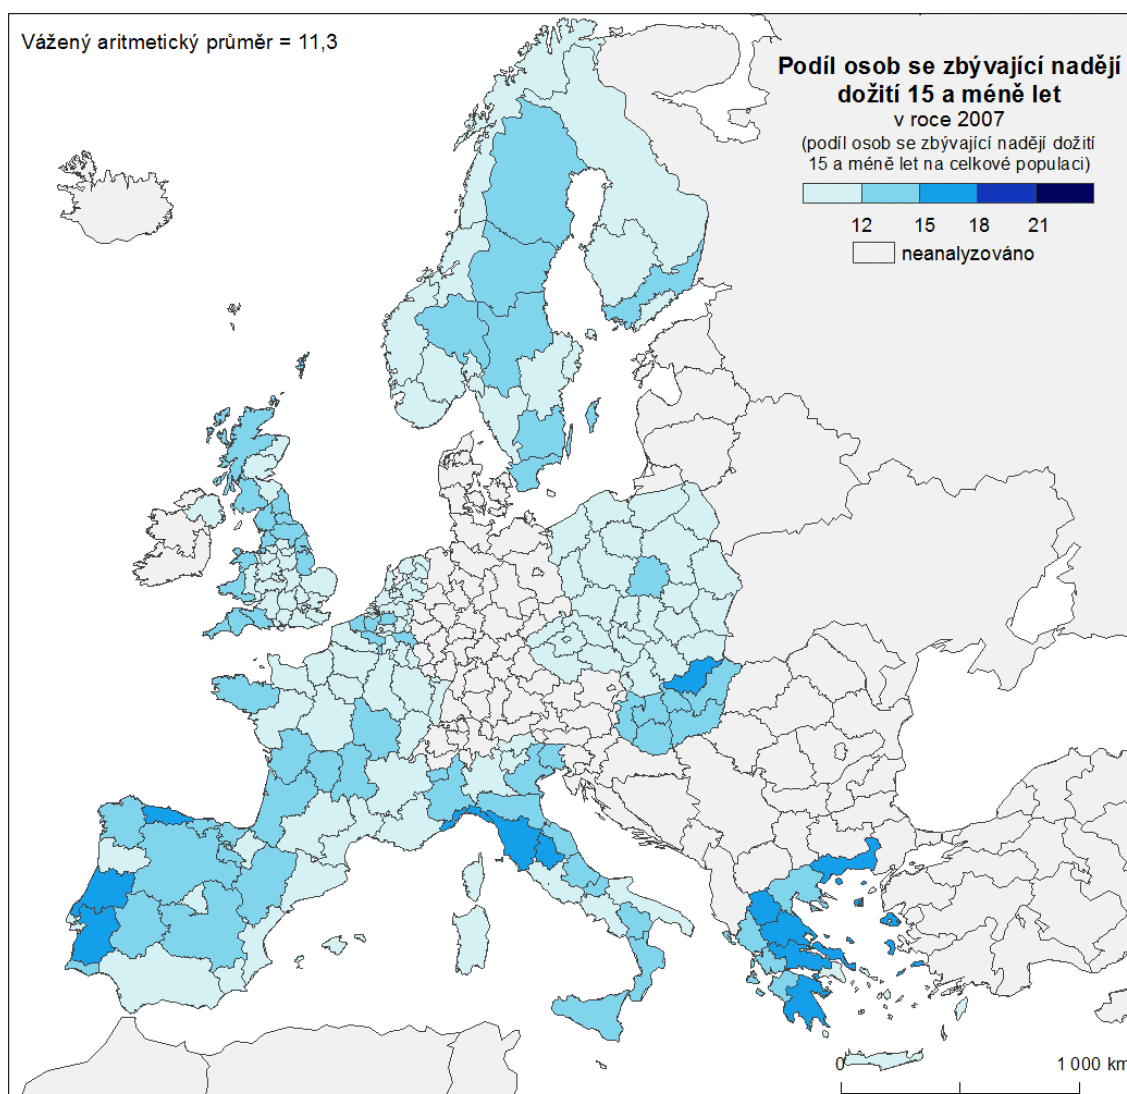 Vážený aritmetický průměr = 11,3
Podíl osob se zbývající nadějí
dožití 15 a méně let
v roce 2007
(podíl osob se zbývající nadějí dožití
15 a méně let na celkové populaci)
12 15 18 21
neanalyzováno
0 1 000 km